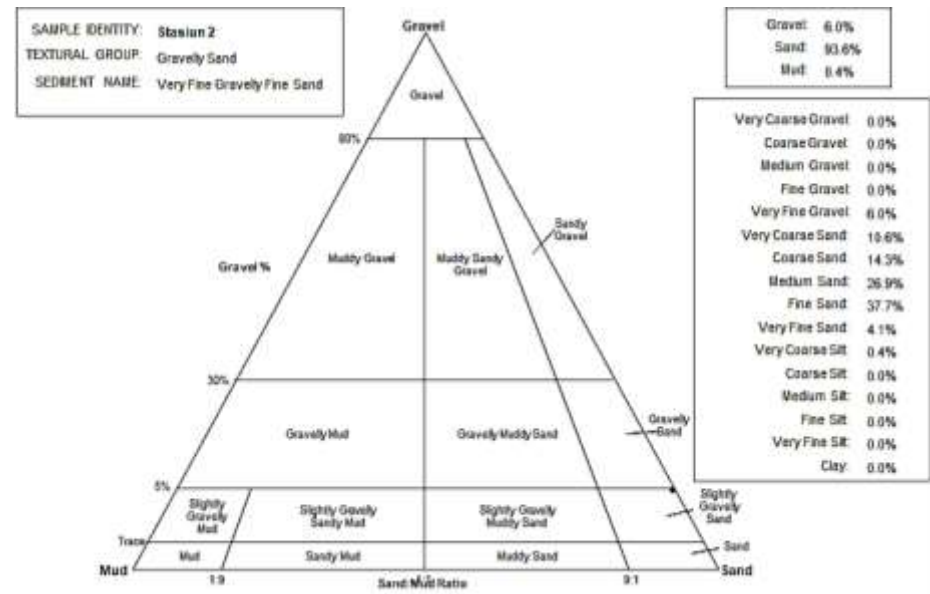 SAMPLE IDENTITY: Stasiun 2
TEXTURAL GROUP: Gravelly Sand
SEDIMENT NAME: Very Fine Gravelly Fine Sand
Gravel: 6.0%
Sand: 93.6%
Mud: 0.4%
Very Coarse Gravel: 0.0%
Coarse Gravel: 0.0%
Medium Gravel: 0.0%
Fine Gravel: 0.0%
Very Fine Gravel: 6.0%
Very Coarse Sand: 10.6%
Coarse Sand: 14.3%
Medium Sand: 26.9%
Fine Sand: 37.7%
Very Fine Sand: 4.1%
Very Coarse Silt: 0.4%
Coarse Silt: 0.0%
Medium Silt: 0.0%
Fine Silt: 0.0%
Very Fine Silt: 0.0%
Clay: 0.0%
Gravel
Gravel
80%
Sandy
Gravel
Muddy Gravel
Muddy Sandy
Gravel
Gravel %
30%
Gravelly Mud
Gravelly Muddy Sand
Gravelly
Sand
5%
Slightly
Gravelly
Mud
Slightly Gravelly
Sandy Mud
Slightly Gravelly
Muddy Sand
Slightly
Gravelly
Sand
Trace
Mud
Sandy Mud
Muddy Sand
Sand
Mud
Sand
1:9
9:1
Sand:Mud Ratio